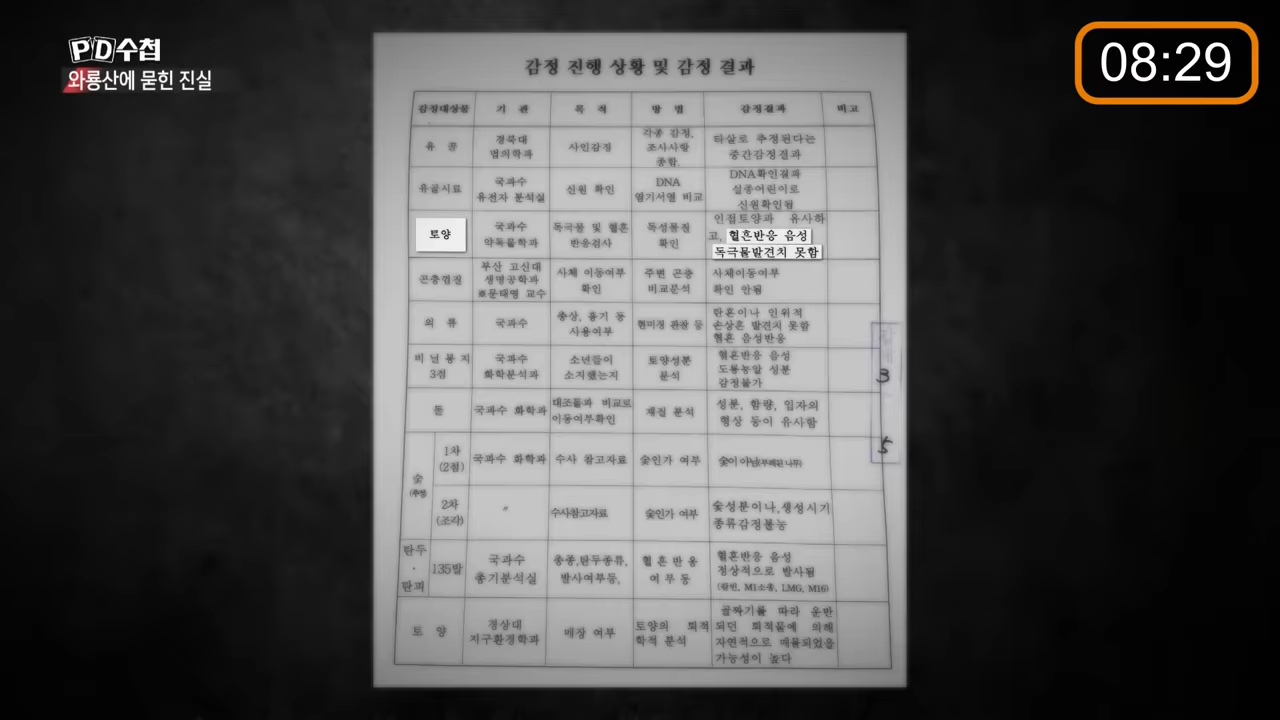 PD수첩
와룡산에 묻힌 진실
08:29
감정 진행 상황 및 감정 결과
감정대상물 기 관 목 적 방 법 감정결과 비고
유 골 경북대 법의학과 사인감정 각종 감정, 조사사항 종합. 타살로 추정된다는 중간감정결과
유골시료 국과수 유전자 분석실 신원 확인 DNA 염기서열 비교 DNA확인결과 실종어린이로 신원확인됨
토양 국과수 약독물학과 독극물 및 혈흔 반응검사 독성물질 확인 인접토양과 유사하고, 혈흔반응 음성 독극물발견치 못함
곤충껍질 부산 고신대 생명공학과 ※문태영 교수 사체 이동여부 확인 주변 곤충 비교분석 사체이동여부 확인 안됨
의 류 국과수 총상, 흉기 등 사용여부 현미경 관찰 등 탄흔이나 인위적 손상흔 발견치 못함 혈흔 음성반응
비닐봉지 3점 국과수 화학분석과 소년들이 소지했는지 토양성분 분석 혈흔반응 음성 도롱뇽알 성분 감정불가
돌 국과수 화학과 대조돌과 비교로 이동여부확인 재질 분석 성분, 함량, 입자의 형상 등이 유사함
숯 (추정) 1차 (2점) 국과수 화학과 수사 참고자료 숯인가 여부 숯이 아님(부패된 나무)
2차 (조각) 〃 수사참고자료 숯인가 여부 숯성분이나, 생성시기 종류감정불능
탄두 · 탄피 135발 국과수 총기분석실 총종,탄두종류, 발사여부등, 혈흔반응 여부등 혈흔반응 음성 정상적으로 발사됨 (칼빈, M1소총, LMG, M16)
토 양 경상대 지구환경학과 매장 여부 토양의 퇴적학적 분석 골짜기를 따라 운반되던 퇴적물에 의해 자연적으로 매몰되었을 가능성이 높다
3
5